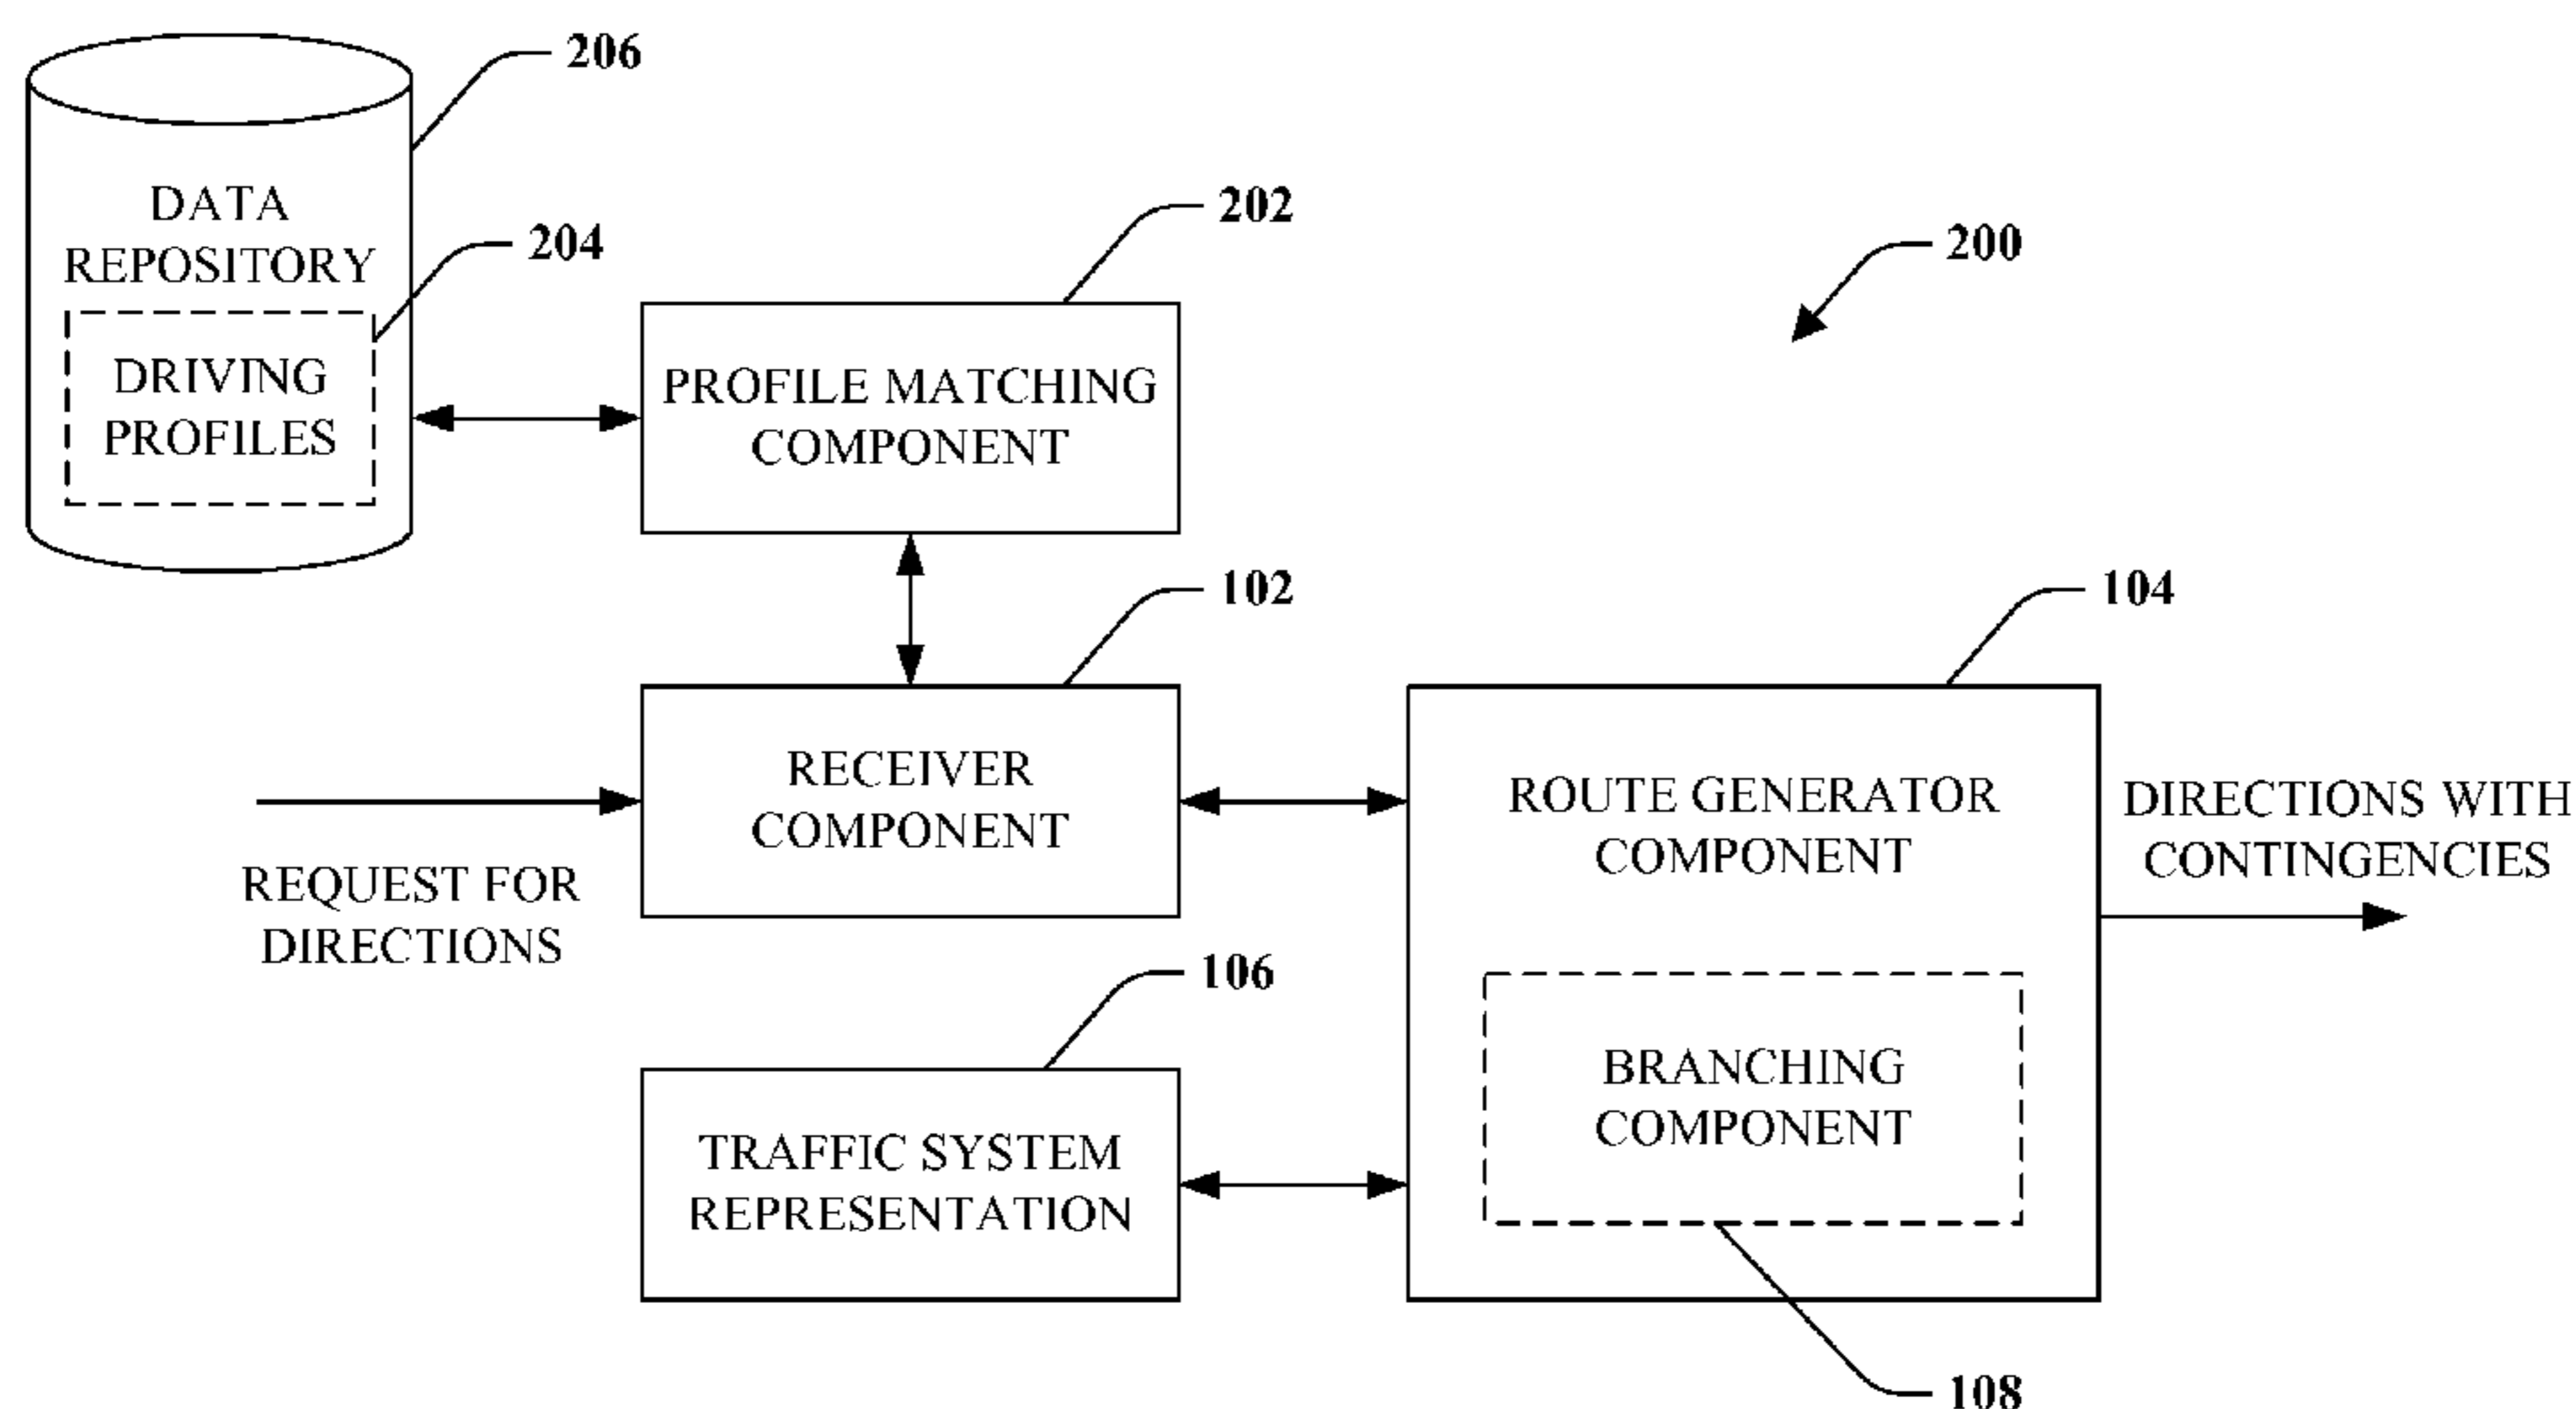 206
DATA
REPOSITORY
204
DRIVING
PROFILES
202
PROFILE MATCHING
COMPONENT
200
102
RECEIVER
COMPONENT
REQUEST FOR
DIRECTIONS
104
ROUTE GENERATOR
COMPONENT
DIRECTIONS WITH
CONTINGENCIES
106
TRAFFIC SYSTEM
REPRESENTATION
BRANCHING
COMPONENT
108